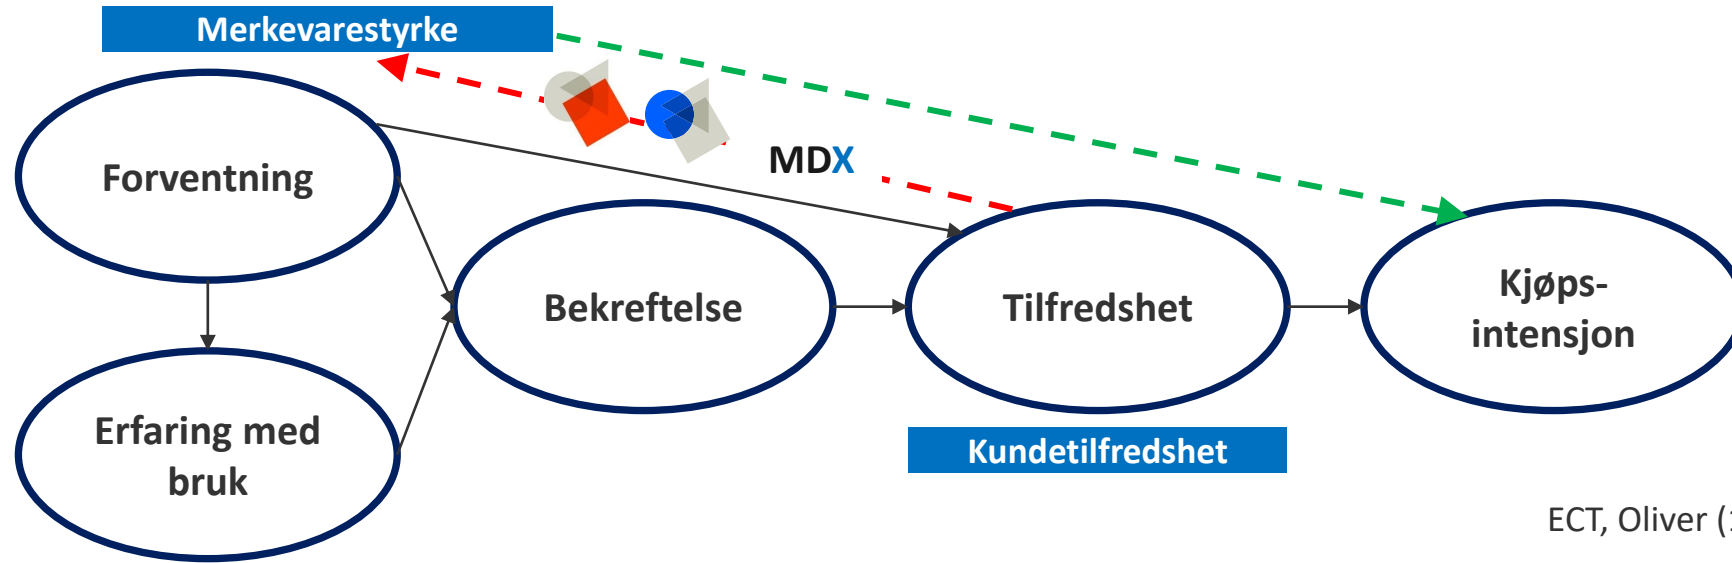 Merkevarestyrke
Forventning
MDX
Bekreftelse
Tilfredshet
Kjøps-
intensjon
Erfaring med
bruk
Kundetilfredshet
ECT, Oliver (